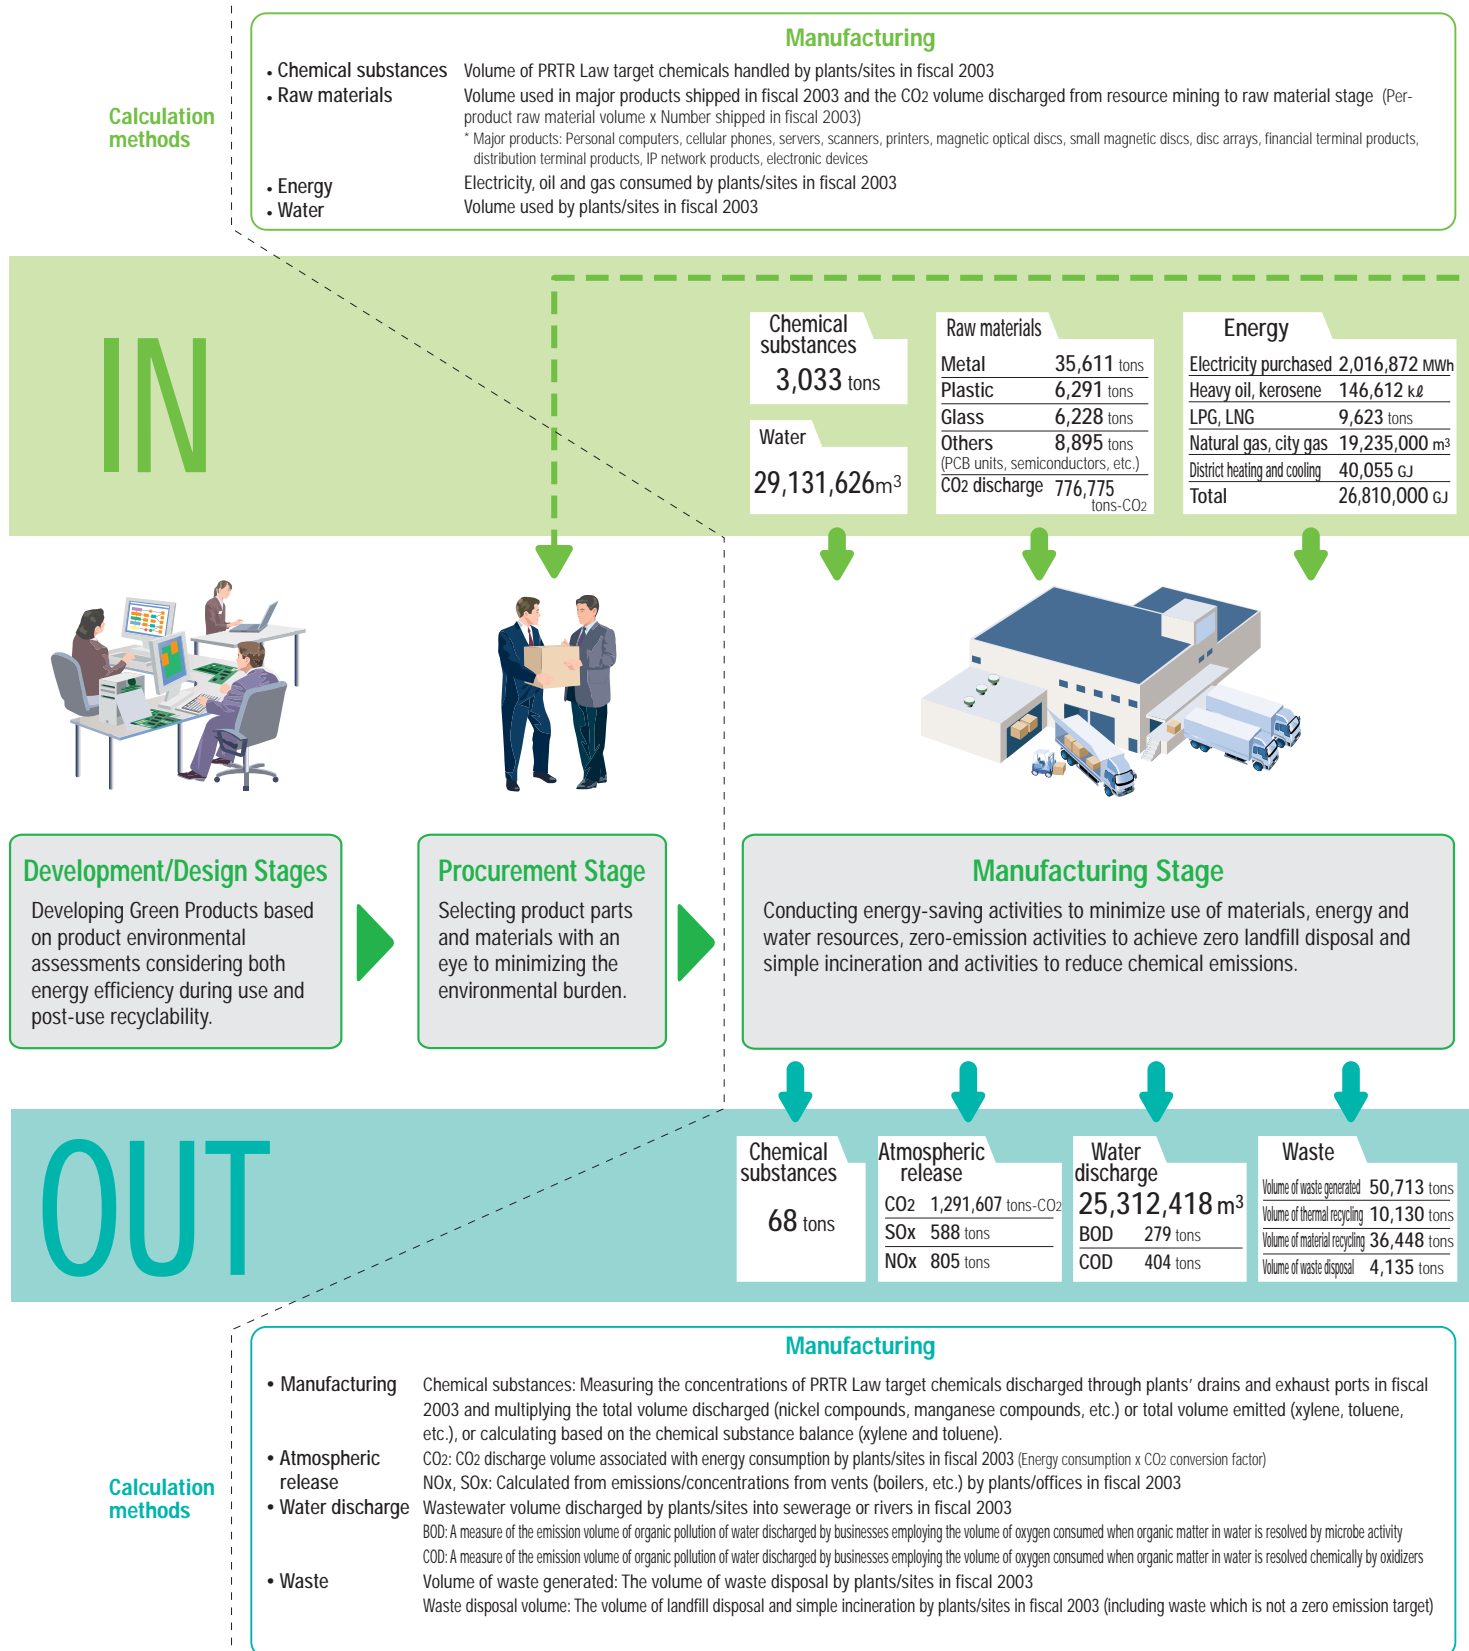 Manufacturing
Calculation
methods
• Chemical substances Volume of PRTR Law target chemicals handled by plants/sites in fiscal 2003
• Raw materials Volume used in major products shipped in fiscal 2003 and the CO2 volume discharged from resource mining to raw material stage (Per-
product raw material volume x Number shipped in fiscal 2003)
* Major products: Personal computers, cellular phones, servers, scanners, printers, magnetic optical discs, small magnetic discs, disc arrays, financial terminal products,
distribution terminal products, IP network products, electronic devices
• Energy Electricity, oil and gas consumed by plants/sites in fiscal 2003
• Water Volume used by plants/sites in fiscal 2003
IN
Chemical
substances
3,033 tons
Water
29,131,626m3
Raw materials
Metal 35,611 tons
Plastic 6,291 tons
Glass 6,228 tons
Others 8,895 tons
(PCB units, semiconductors, etc.)
CO2 discharge 776,775
tons-CO2
Energy
Electricity purchased 2,016,872 MWh
Heavy oil, kerosene 146,612 kℓ
LPG, LNG 9,623 tons
Natural gas, city gas 19,235,000 m3
District heating and cooling 40,055 GJ
Total 26,810,000 GJ
Development/Design Stages
Developing Green Products based
on product environmental
assessments considering both
energy efficiency during use and
post-use recyclability.
Procurement Stage
Selecting product parts
and materials with an
eye to minimizing the
environmental burden.
Manufacturing Stage
Conducting energy-saving activities to minimize use of materials, energy and
water resources, zero-emission activities to achieve zero landfill disposal and
simple incineration and activities to reduce chemical emissions.
OUT
Chemical
substances
68 tons
Atmospheric
release
CO2 1,291,607 tons-CO2
SOx 588 tons
NOx 805 tons
Water
discharge
25,312,418 m3
BOD 279 tons
COD 404 tons
Waste
Volume of waste generated 50,713 tons
Volume of thermal recycling 10,130 tons
Volume of material recycling 36,448 tons
Volume of waste disposal 4,135 tons
Manufacturing
Calculation
methods
• Manufacturing Chemical substances: Measuring the concentrations of PRTR Law target chemicals discharged through plants' drains and exhaust ports in fiscal
2003 and multiplying the total volume discharged (nickel compounds, manganese compounds, etc.) or total volume emitted (xylene, toluene,
etc.), or calculating based on the chemical substance balance (xylene and toluene).
• Atmospheric CO2: CO2 discharge volume associated with energy consumption by plants/sites in fiscal 2003 (Energy consumption x CO2 conversion factor)
release NOx, SOx: Calculated from emissions/concentrations from vents (boilers, etc.) by plants/offices in fiscal 2003
• Water discharge Wastewater volume discharged by plants/sites into sewerage or rivers in fiscal 2003
BOD: A measure of the emission volume of organic pollution of water discharged by businesses employing the volume of oxygen consumed when organic matter in water is resolved by microbe activity
COD: A measure of the emission volume of organic pollution of water discharged by businesses employing the volume of oxygen consumed when organic matter in water is resolved chemically by oxidizers
• Waste Volume of waste generated: The volume of waste disposal by plants/sites in fiscal 2003
Waste disposal volume: The volume of landfill disposal and simple incineration by plants/sites in fiscal 2003 (including waste which is not a zero emission target)